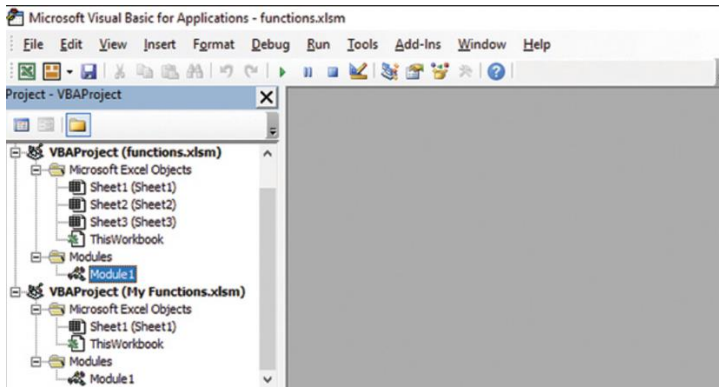 Microsoft Visual Basic for Applications - functions.xlsm
File Edit View Insert Format Debug Run Tools Add-Ins Window Help
Project - VBAProject
VBAProject (functions.xlsm)
Microsoft Excel Objects
Sheet1 (Sheet1)
Sheet2 (Sheet2)
Sheet3 (Sheet3)
ThisWorkbook
Modules
Module1
VBAProject (My Functions.xlsm)
Microsoft Excel Objects
Sheet1 (Sheet1)
ThisWorkbook
Modules
Module1